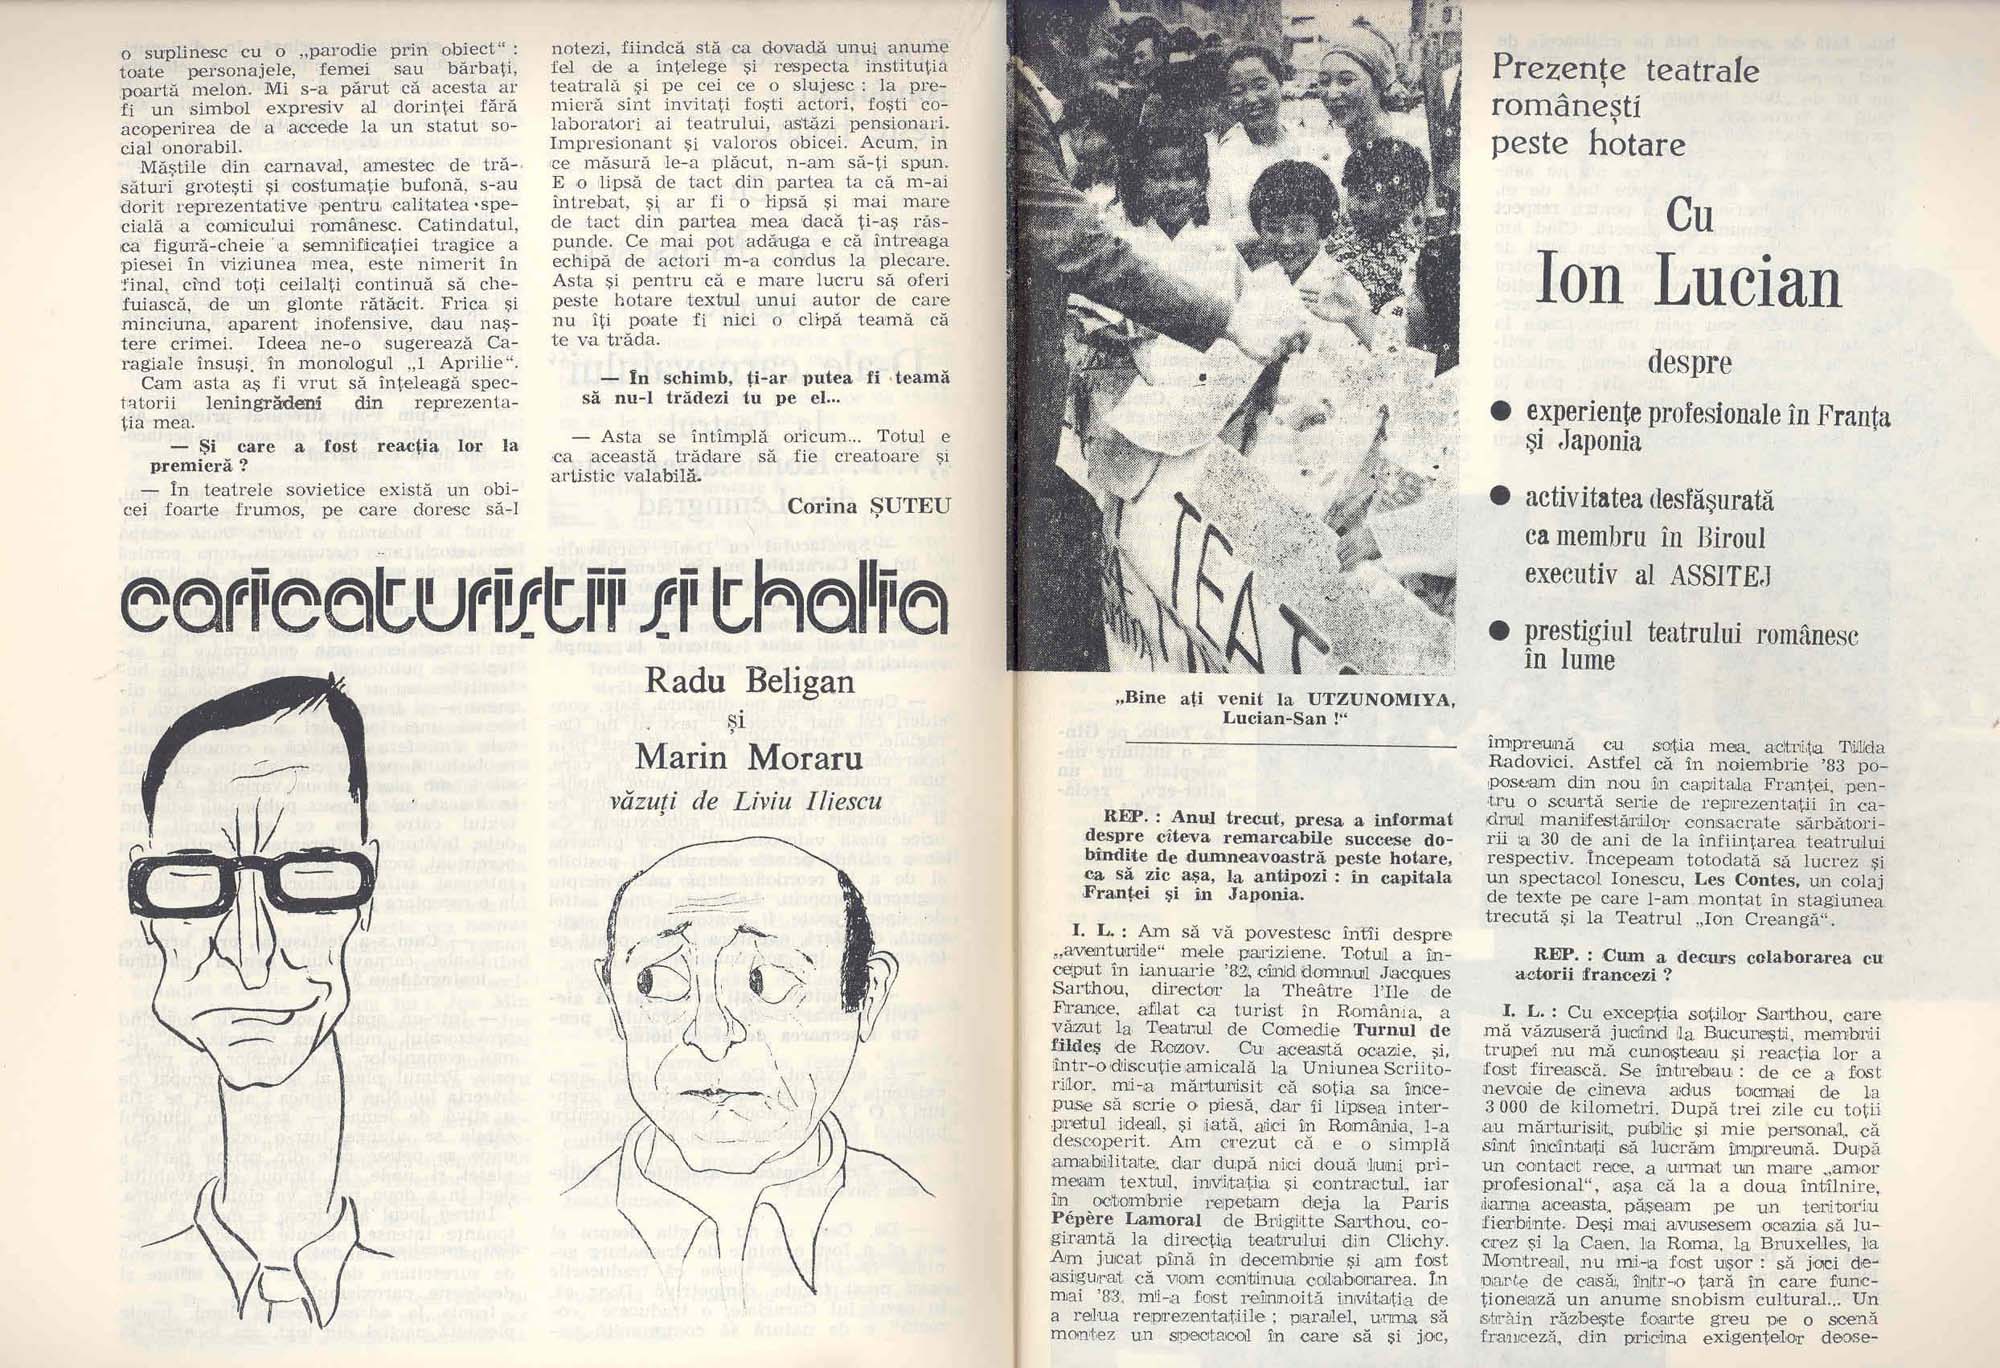 o suplinesc cu o „parodie prin obiect“ :
toate personajele, femei sau bărbați,
poartă melon. Mi s-a părut că acesta ar
fi un simbol expresiv al dorinței fără
acoperirea de a accede la un statut so-
cial onorabil.
Măștile din carnaval, amestec de tră-
sături grotești și costumație bufonă, s-au
dorit reprezentative pentru calitatea spe-
cială a comicului românesc. Catindatul,
ca figură-cheie a semnificației tragice a
piesei în viziunea mea, este nimerit în
final, cînd toți ceilalți continuă să che-
fuiască, de un glonte rătăcit. Frica și
minciuna, aparent inofensive, dau naș-
tere crimei. Ideea ne-o sugerează Ca-
ragiale însuși, în monologul „1 Aprilie“.
Cam asta aș fi vrut să înțeleagă spec-
tatorii leningrădeni din reprezenta-
ția mea.
— Și care a fost reacția lor la
premieră ?
— În teatrele sovietice există un obi-
cei foarte frumos, pe care doresc să-l
notezi, fiindcă stă ca dovadă unui anume
fel de a înțelege și respecta instituția
teatrală și pe cei ce o slujesc : la pre-
mieră sînt invitați foști actori, foști co-
laboratori ai teatrului, astăzi pensionari.
Impresionant și valoros obicei. Acum, în
ce măsură le-a plăcut, n-am să-ți spun.
E o lipsă de tact din partea ta că m-ai
întrebat, și ar fi o lipsă și mai mare
de tact din partea mea dacă ți-aș răs-
punde. Ce mai pot adăuga e că întreaga
echipă de actori m-a condus la plecare.
Asta și pentru că e mare lucru să oferi
peste hotare textul unui autor de care
nu îți poate fi nici o clipă teamă că
te va trăda.
— În schimb, ți-ar putea fi teamă
să nu-l trădezi tu pe el...
— Asta se întîmplă oricum... Totul e
ca această trădare să fie creatoare și
artistic valabilă.
Corina ȘUTEU
caricaturiștii și thalia
Radu Beligan
și
Marin Moraru
văzuți de Liviu Iliescu
TEAT
„Bine ați venit la UTZUNOMIYA,
Lucian-San !“
Prezențe teatrale
românești
peste hotare
Cu
Ion Lucian
despre
● experiențe profesionale în Franța
și Japonia
● activitatea desfășurată
ca membru în Biroul
executiv al ASSITEJ
● prestigiul teatrului românesc
în lume
REP. : Anul trecut, presa a informat
despre cîteva remarcabile succese do-
bîndite de dumneavoastră peste hotare,
ca să zic așa, la antipozi : în capitala
Franței și în Japonia.
I. L. : Am să vă povestesc întîi despre
„aventurile“ mele pariziene. Totul a în-
ceput în ianuarie '82, cînd domnul Jacques
Sarthou, director la Theâtre l'Ile de
France, aflat ca turist în România, a
văzut la Teatrul de Comedie Turnul de
fildeș de Rozov. Cu această ocazie, și,
într-o discuție amicală la Uniunea Scriito-
rilor, mi-a mărturisit că soția sa înce-
puse să scrie o piesă, dar îi lipsea inter-
pretul ideal, și iată, aici în România, l-a
descoperit. Am crezut că e o simplă
amabilitate, dar după nici două luni pri-
meam textul, invitația și contractul, iar
în octombrie repetam deja la Paris
Pépère Lamoral de Brigitte Sarthou, co-
girantă la direcția teatrului din Clichy.
Am jucat pînă în decembrie și am fost
asigurat că vom continua colaborarea. În
mai '83, mi-a fost reînnoită invitația de
a relua reprezentațiile ; paralel, urma să
montez un spectacol în care să și joc,
împreună cu soția mea, actrița Tilda
Radovici. Astfel că în noiembrie '83 po-
poseam din nou în capitala Franței, pen-
tru o scurtă serie de reprezentații în ca-
drul manifestărilor consacrate sărbători-
rii a 30 de ani de la înființarea teatrului
respectiv. Începeam totodată să lucrez și
un spectacol Ionescu, Les Contes, un colaj
de texte pe care l-am montat în stagiunea
trecută și la Teatrul „Ion Creangă“.
REP. : Cum a decurs colaborarea cu
actorii francezi ?
I. L. : Cu excepția soților Sarthou, care
mă văzuseră jucînd la București, membrii
trupei nu mă cunoșteau și reacția lor a
fost firească. Se întrebau : de ce a fost
nevoie de cineva adus tocmai de la
3 000 de kilometri. După trei zile cu toții
au mărturisit, public și mie personal, că
sînt încîntați să lucrăm împreună. După
un contact rece, a urmat un mare „amor
profesional“, așa că la a doua întîlnire,
iarna aceasta, pășeam pe un teritoriu
fierbinte. Deși mai avusesem ocazia să lu-
crez și la Caen, la Roma, la Bruxelles, la
Montreal, nu mi-a fost ușor : să joci de-
parte de casă, într-o țară în care func-
ționează un anume snobism cultural... Un
străin răzbește foarte greu pe o scenă
franceză, din pricina exigențelor deose-